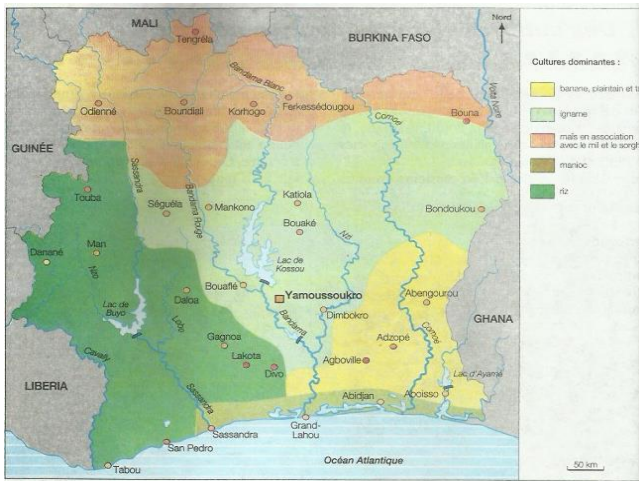 MALI
BURKINA FASO
Nord
Tengréla
Cultures dominantes :
Bandama Blanc
banane, plaintain et
Volta Noire
Odienné
Boundiali
Korhogo
Ferkessédougou
Comoé
Bouna
igname
maïs en association
avec le mil et le sorgh
GUINÉE
manioc
Sassandra
Touba
riz
Bandama Rouge
Séguéla
Mankono
Katiola
Bondoukou
Bouaké
Danané
Man
N'zi
Nzo
Lac de
Kossou
Lac de
Buyo
Daloa
Bouaflé
Yamoussoukro
Abengourou
Lobo
Bandama
Dimbokro
GHANA
Comoé
Gagnoa
Adzopé
Cavally
Lakota
Agboville
Divo
Lac d'Ayamé
LIBERIA
Sassandra
Abidjan
Aboisso
Grand-
Lahou
Sassandra
San Pedro
Océan Atlantique
Tabou
50 km